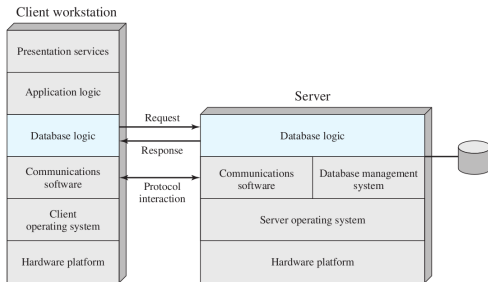 Client workstation
Presentation services
Application logic
Database logic
Communications
software
Client
operating system
Hardware platform
Request
Response
Protocol
interaction
Server
Database logic
Communications
software
Database management
system
Server operating system
Hardware platform